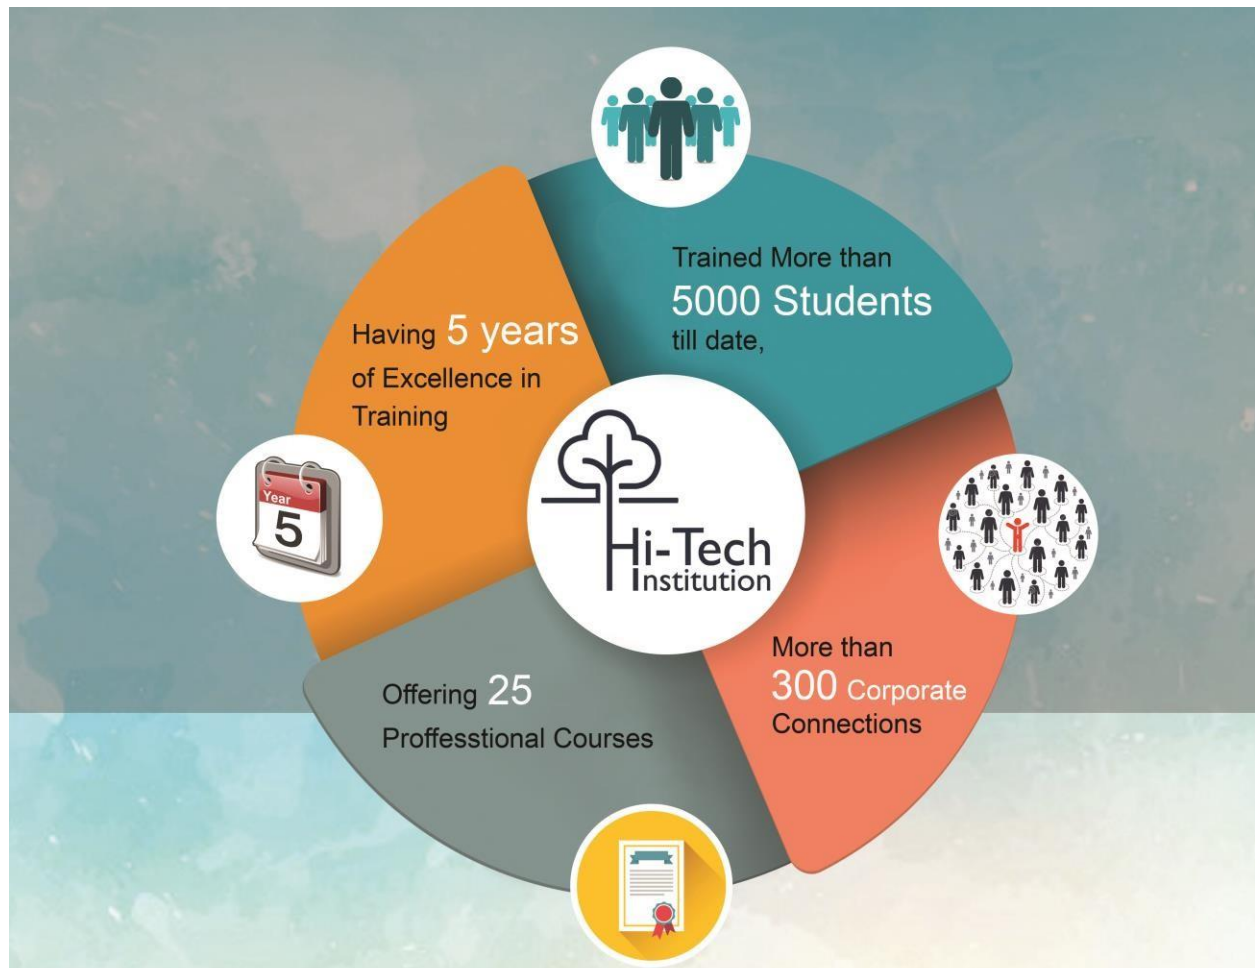 Trained More than
5000 Students
till date,
Having 5 years
of Excellence in
Training
Year
5
Hi-Tech
Institution
More than
300 Corporate
Connections
Offering 25
Proffesstional Courses